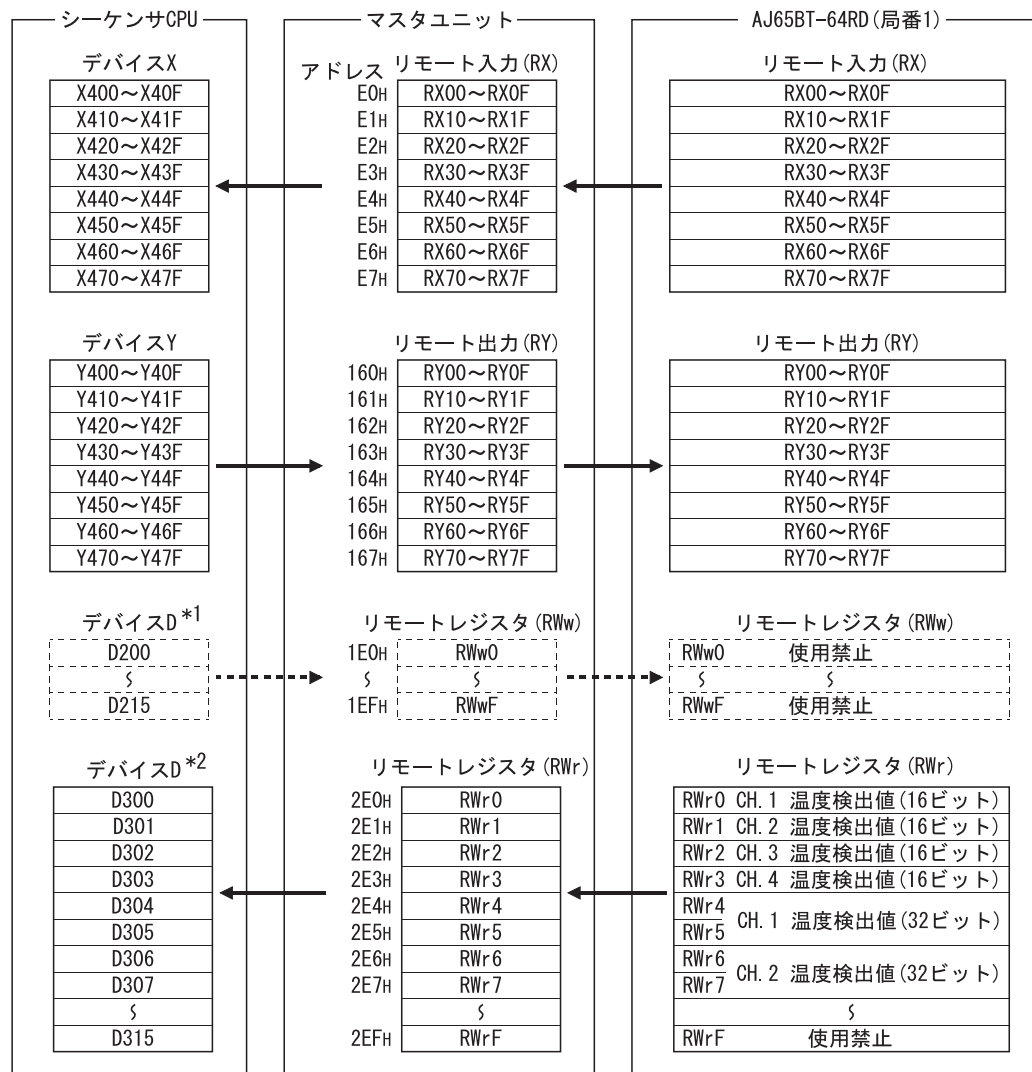 シーケンサCPU マスタユニット AJ65BT-64RD(局番1)
デバイスX アドレス リモート入力(RX) リモート入力(RX)
X400～X40F E0H RX00～RX0F RX00～RX0F
X410～X41F E1H RX10～RX1F RX10～RX1F
X420～X42F E2H RX20～RX2F RX20～RX2F
X430～X43F E3H RX30～RX3F RX30～RX3F
X440～X44F E4H RX40～RX4F RX40～RX4F
X450～X45F E5H RX50～RX5F RX50～RX5F
X460～X46F E6H RX60～RX6F RX60～RX6F
X470～X47F E7H RX70～RX7F RX70～RX7F
デバイスY リモート出力(RY) リモート出力(RY)
Y400～Y40F 160H RY00～RY0F RY00～RY0F
Y410～Y41F 161H RY10～RY1F RY10～RY1F
Y420～Y42F 162H RY20～RY2F RY20～RY2F
Y430～Y43F 163H RY30～RY3F RY30～RY3F
Y440～Y44F 164H RY40～RY4F RY40～RY4F
Y450～Y45F 165H RY50～RY5F RY50～RY5F
Y460～Y46F 166H RY60～RY6F RY60～RY6F
Y470～Y47F 167H RY70～RY7F RY70～RY7F
デバイスD*1 リモートレジスタ(RWw) リモートレジスタ(RWw)
D200 1E0H RWw0 RWw0 使用禁止
～ ～ ～ ～ ～
D215 1EFH RWwF RWwF 使用禁止
デバイスD*2 リモートレジスタ(RWr) リモートレジスタ(RWr)
D300 2E0H RWr0 RWr0 CH.1 温度検出値(16ビット)
D301 2E1H RWr1 RWr1 CH.2 温度検出値(16ビット)
D302 2E2H RWr2 RWr2 CH.3 温度検出値(16ビット)
D303 2E3H RWr3 RWr3 CH.4 温度検出値(16ビット)
D304 2E4H RWr4 RWr4 CH.1 温度検出値(32ビット)
D305 2E5H RWr5 RWr5
D306 2E6H RWr6 RWr6 CH.2 温度検出値(32ビット)
D307 2E7H RWr7 RWr7
～ ～ ～
D315 2EFH RWrF RWrF 使用禁止